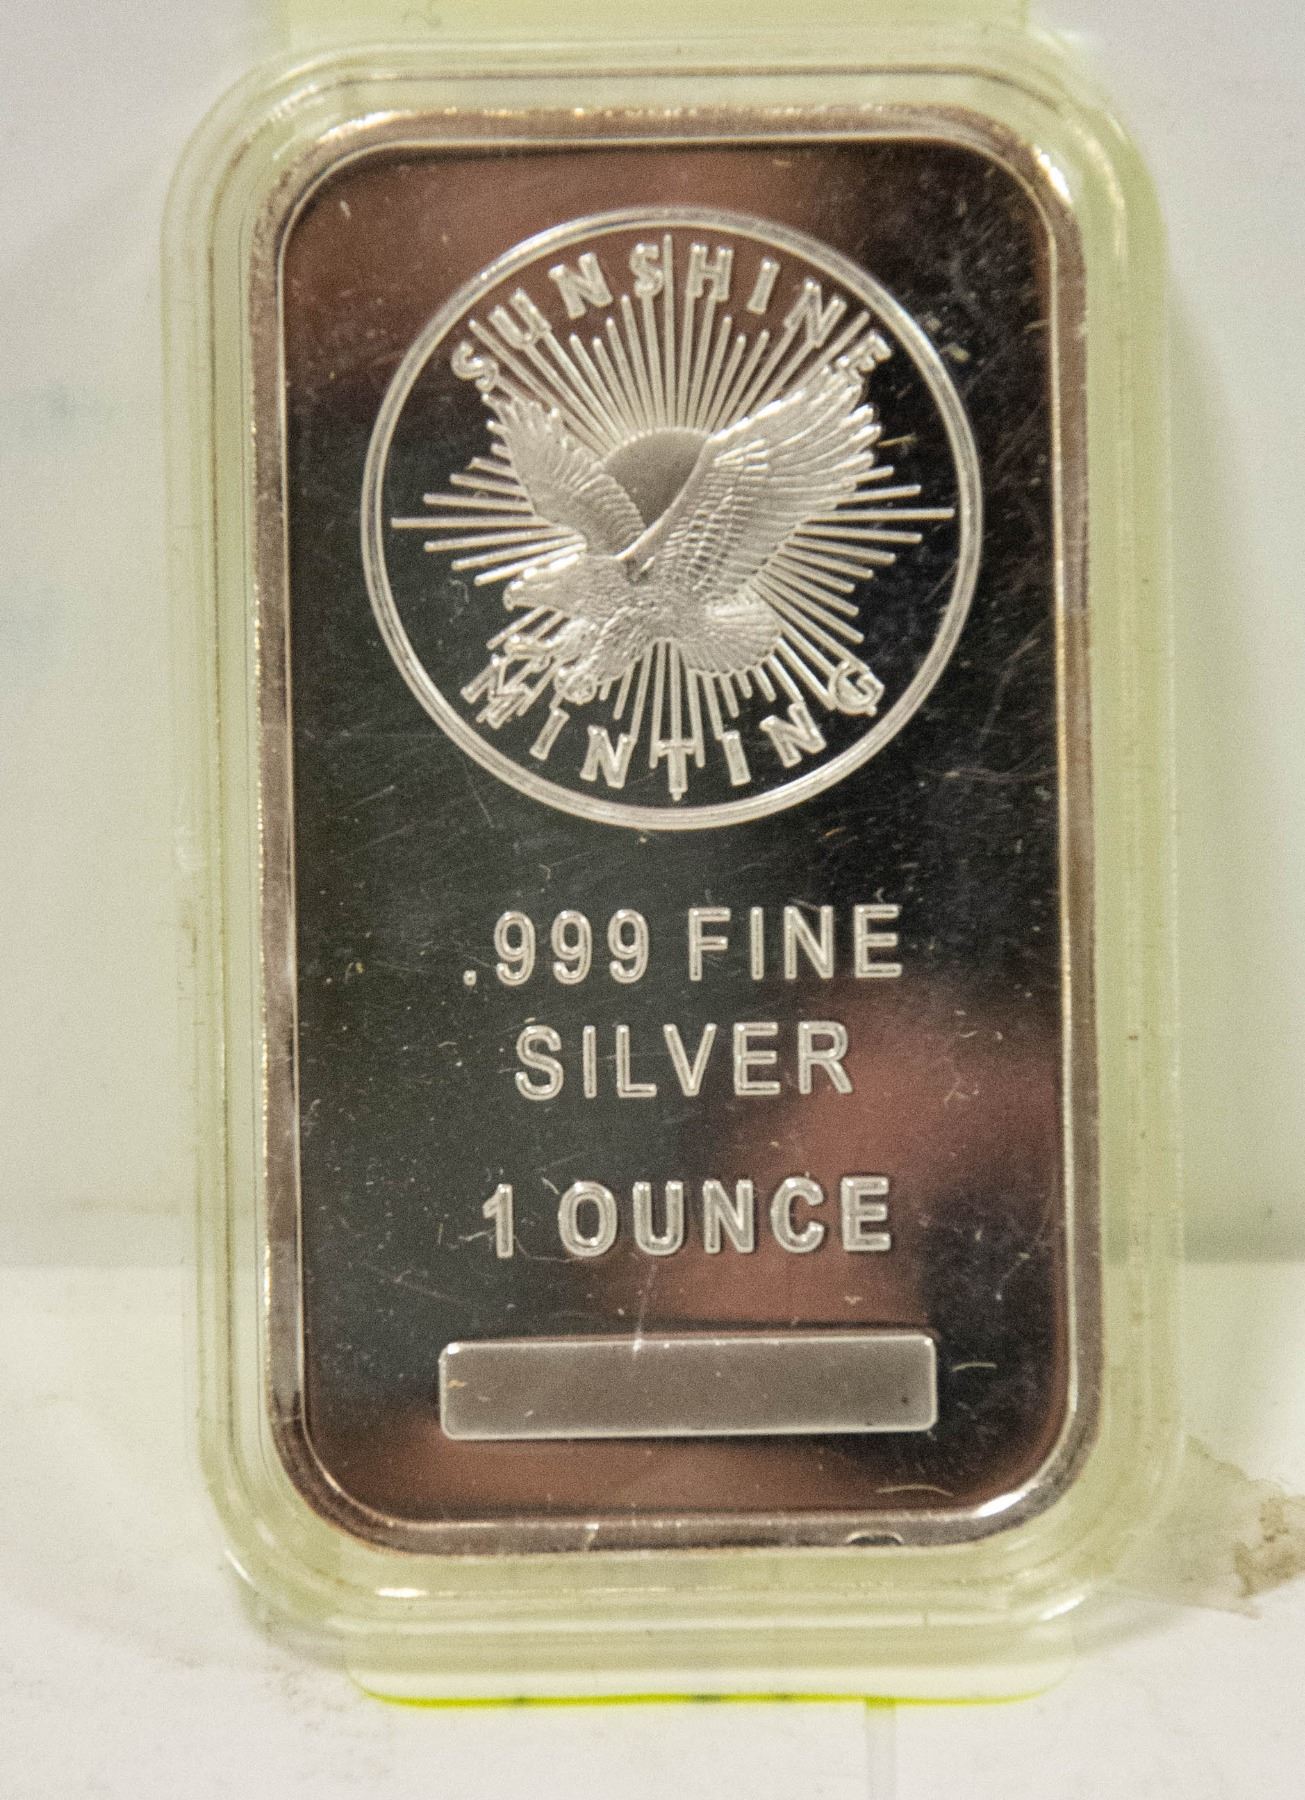 SUNSHINE
MINTING
.999 FINE
SILVER
1 OUNCE